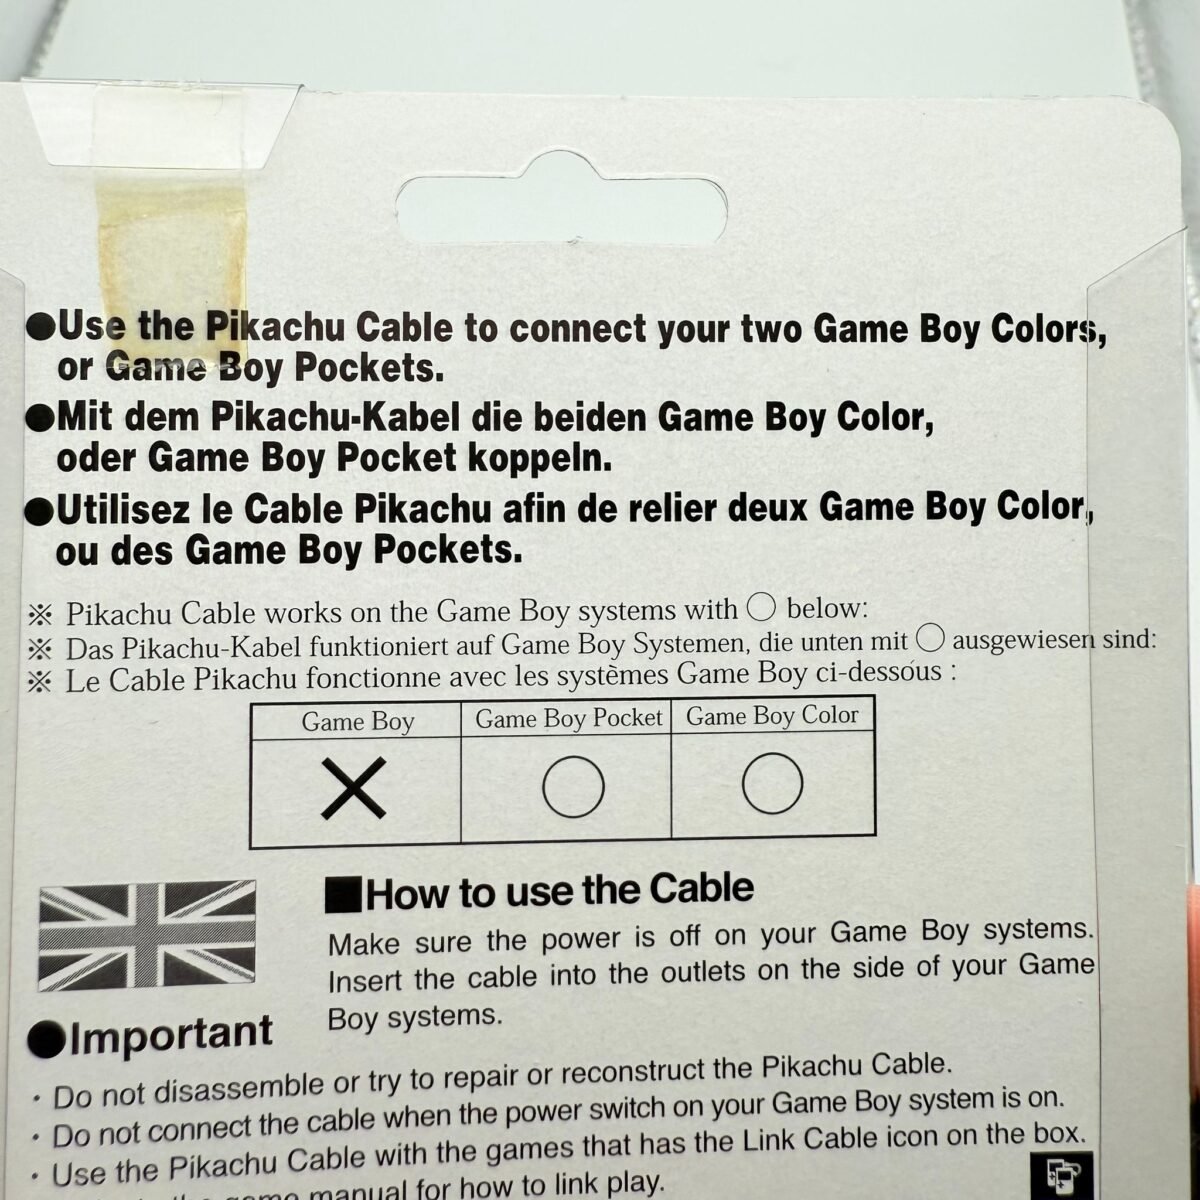 ●Use the Pikachu Cable to connect your two Game Boy Colors,
or Game Boy Pockets.
●Mit dem Pikachu-Kabel die beiden Game Boy Color,
oder Game Boy Pocket koppeln.
●Utilisez le Cable Pikachu afin de relier deux Game Boy Color,
ou des Game Boy Pockets.
※ Pikachu Cable works on the Game Boy systems with ○ below:
※ Das Pikachu-Kabel funktioniert auf Game Boy Systemen, die unten mit ○ ausgewiesen sind:
※ Le Cable Pikachu fonctionne avec les systèmes Game Boy ci-dessóus :
Game Boy Game Boy Pocket Game Boy Color
✕ ○ ○
■How to use the Cable
Make sure the power is off on your Game Boy systems.
Insert the cable into the outlets on the side of your Game
Boy systems.
●Important
· Do not disassemble or try to repair or reconstruct the Pikachu Cable.
· Do not connect the cable when the power switch on your Game Boy system is on.
· Use the Pikachu Cable with the games that has the Link Cable icon on the box.
game manual for how to link play.